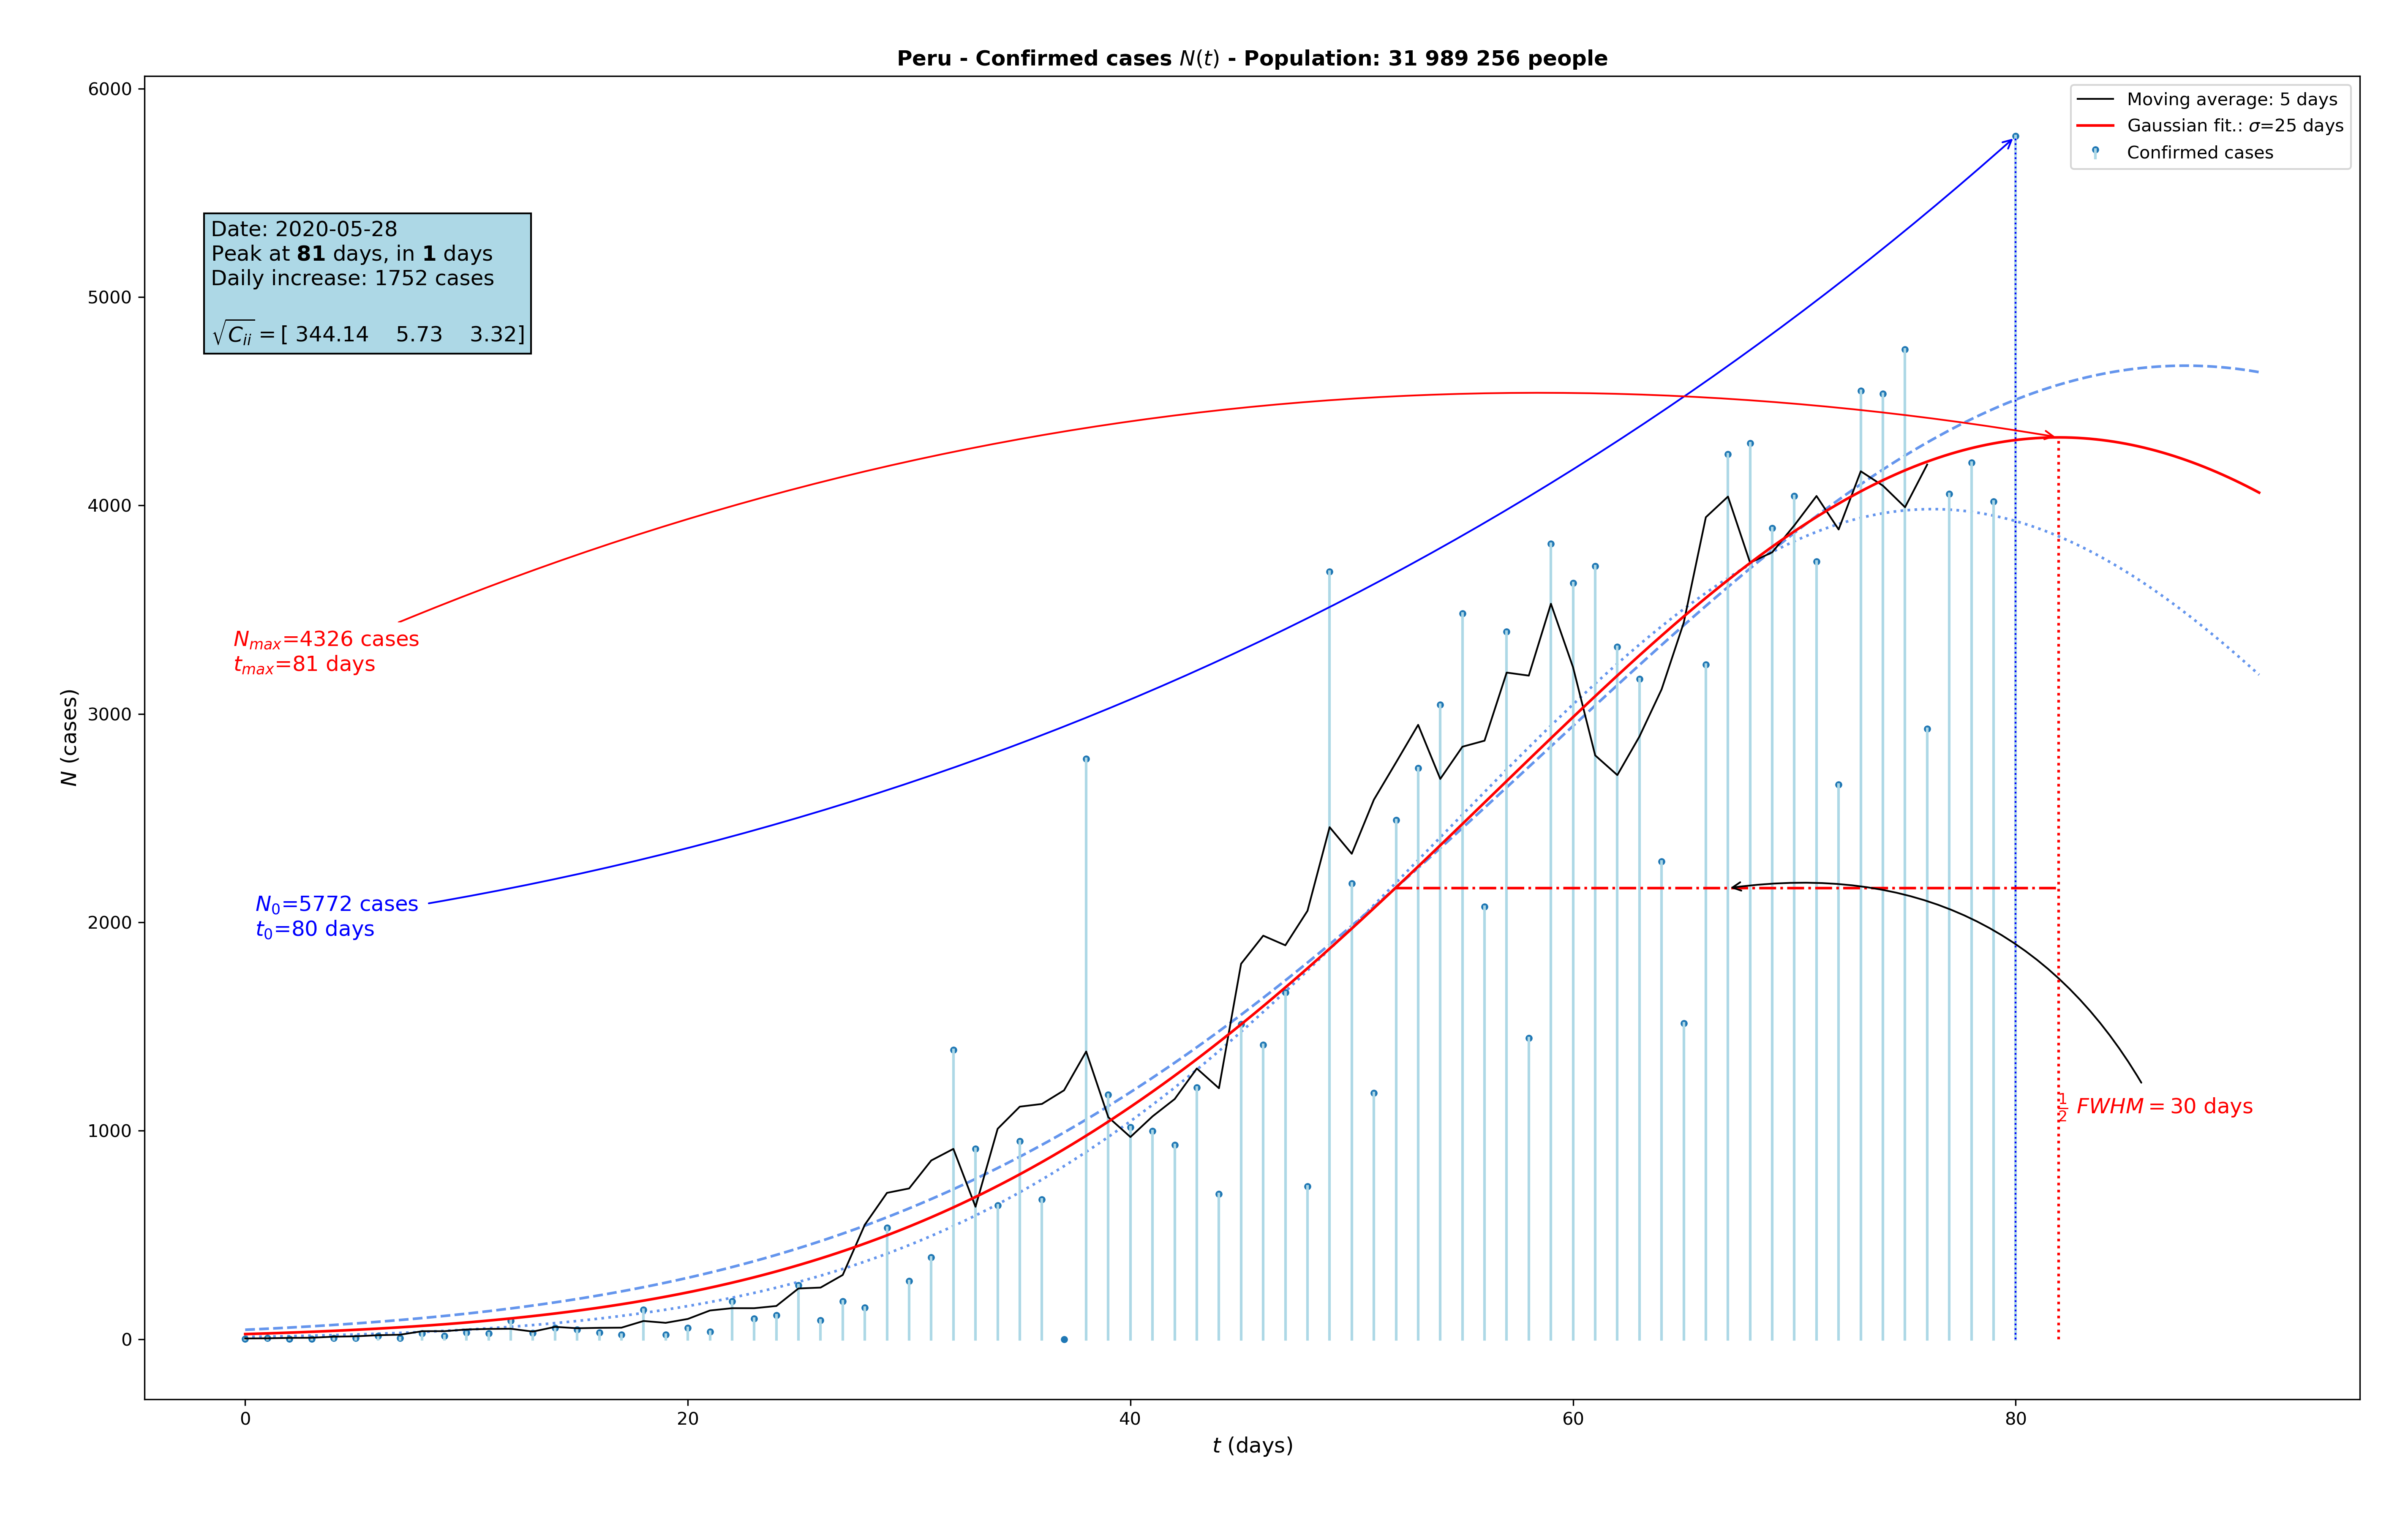 Peru - Confirmed cases N(t) - Population: 31 989 256 people
Moving average: 5 days
Gaussian fit.: σ=25 days
Confirmed cases
Date: 2020-05-28
Peak at 81 days, in 1 days
Daily increase: 1752 cases
√C_ii = [ 344.14 5.73 3.32]
N_max=4326 cases
t_max=81 days
N_0=5772 cases
t_0=80 days
1/2 FWHM = 30 days
N (cases)
6000
5000
4000
3000
2000
1000
0
0 20 40 60 80
t (days)